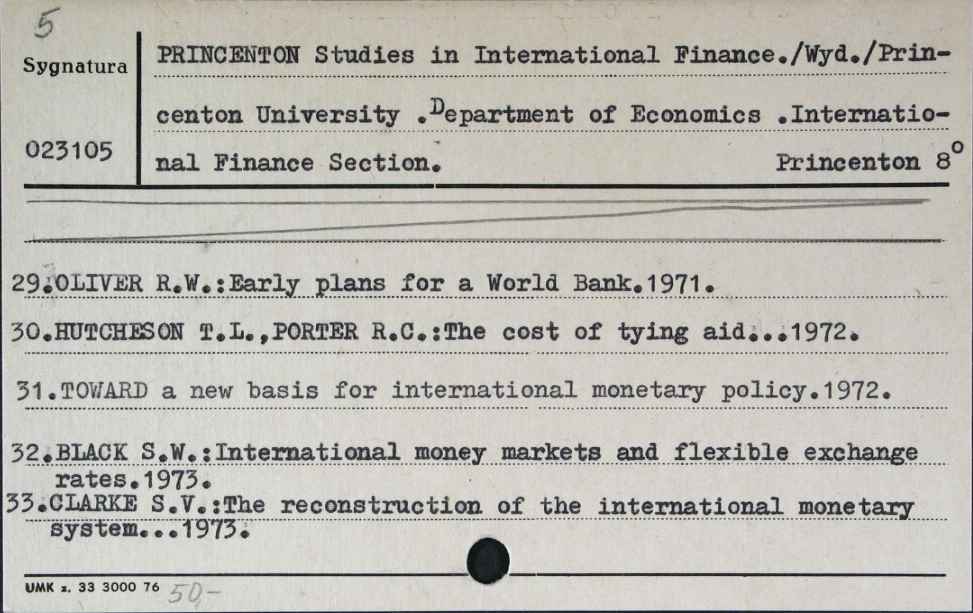 5
Sygnatura
PRINCENTON Studies in International Finance./Wyd./Prin-
centon University .Department of Economics .Internatio-
023105
nal Finance Section. Princenton 8°
29.OLIVER R.W.:Early plans for a World Bank.1971.
30.HUTCHESON T.L.,PORTER R.C.:The cost of tying aid...1972.
31.TOWARD a new basis for international monetary policy.1972.
32.BLACK S.W.:International money markets and flexible exchange
rates.1973.
33.CLARKE S.V.:The reconstruction of the international monetary
system...1973.
UMK z. 33 3000 76 50,-